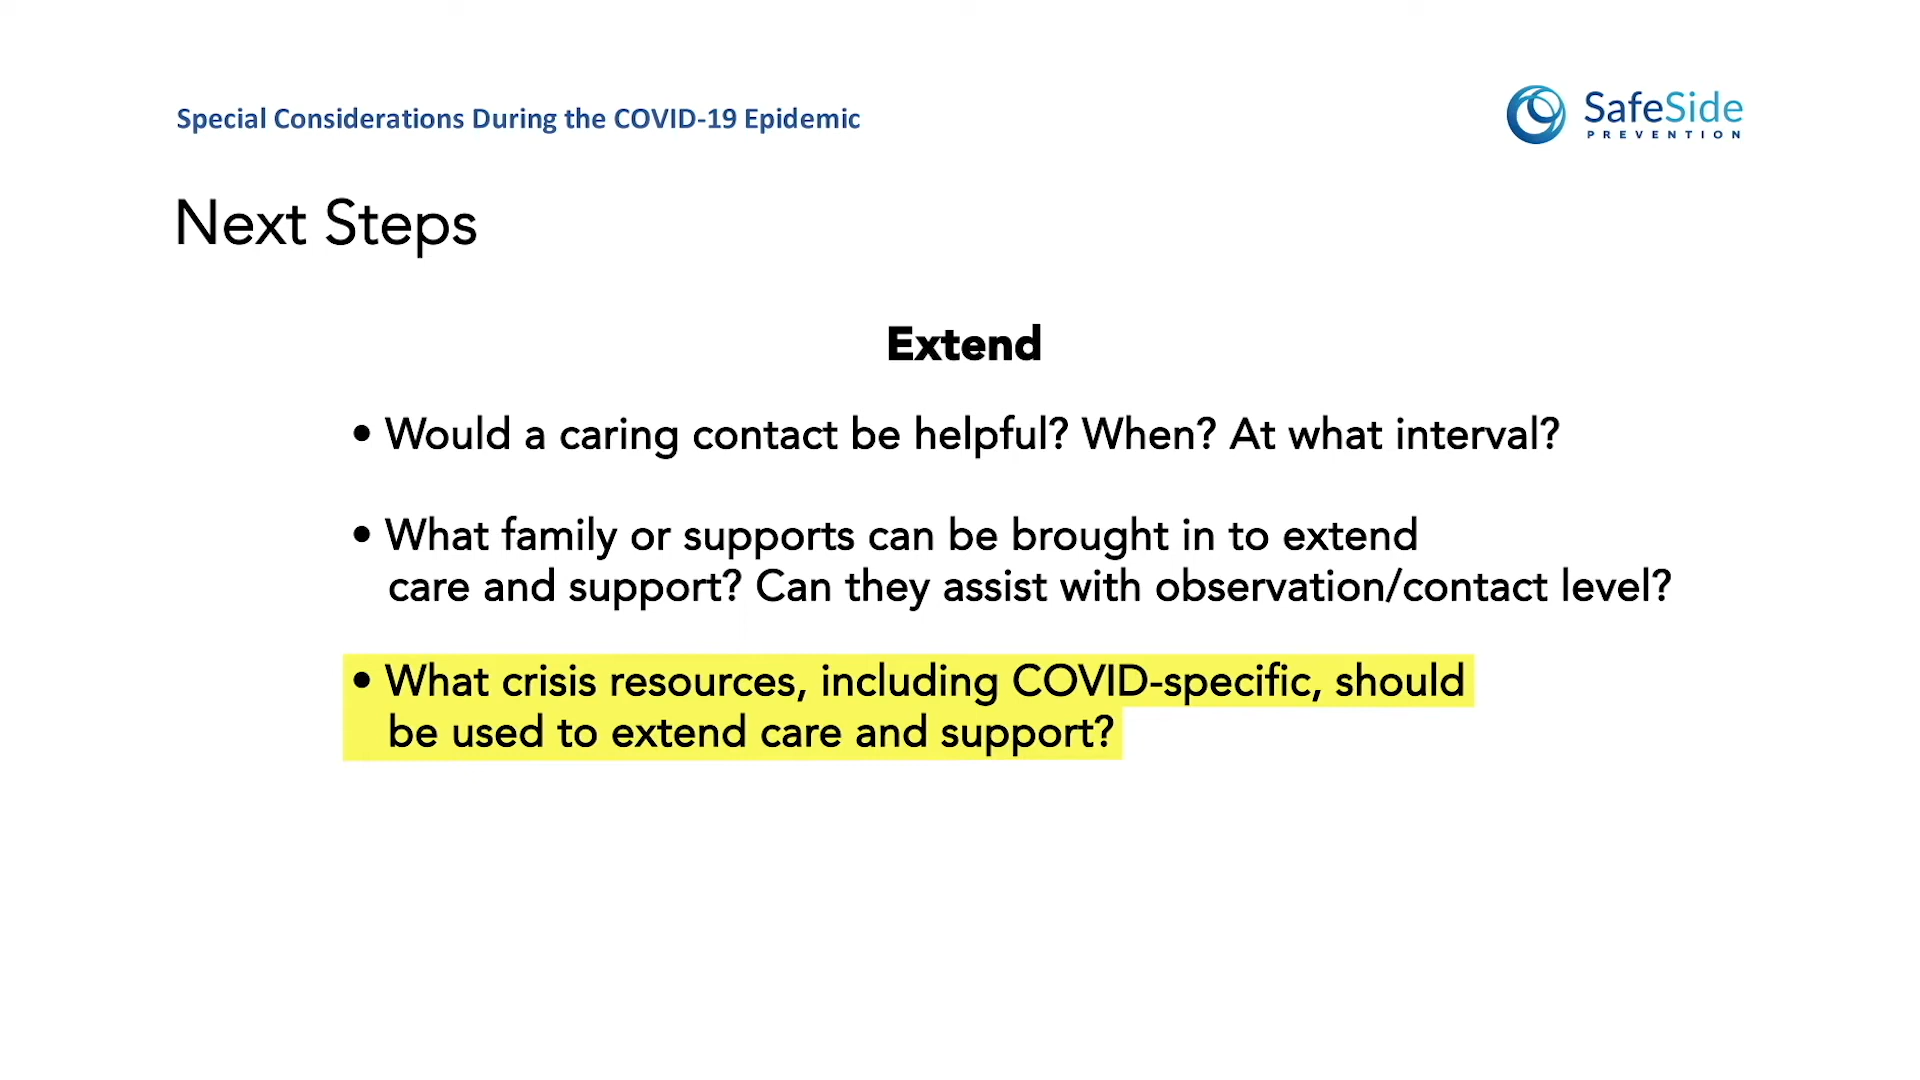 Special Considerations During the COVID-19 Epidemic
SafeSide
PREVENTION
Next Steps
Extend
• Would a caring contact be helpful? When? At what interval?
• What family or supports can be brought in to extend
care and support? Can they assist with observation/contact level?
• What crisis resources, including COVID-specific, should
be used to extend care and support?